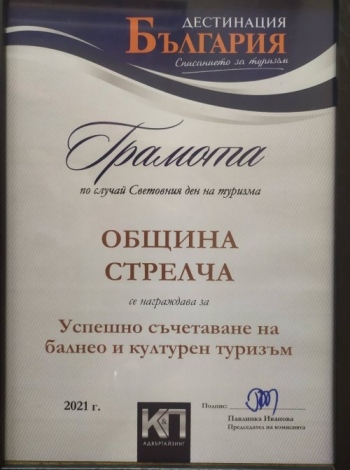 ДЕСТИНАЦИЯ
БЪЛГАРИЯ
Списанието за туризъм
Грамота
по случай Световния ден на туризма
ОБЩИНА
СТРЕЛЧА
се награждава за
Успешно съчетаване на
балнео и културен туризъм
2021 г.
Подпис:
Павлинка Иванова
Председател на комисията
К&П
АДВЪРТАЙЗИНГ